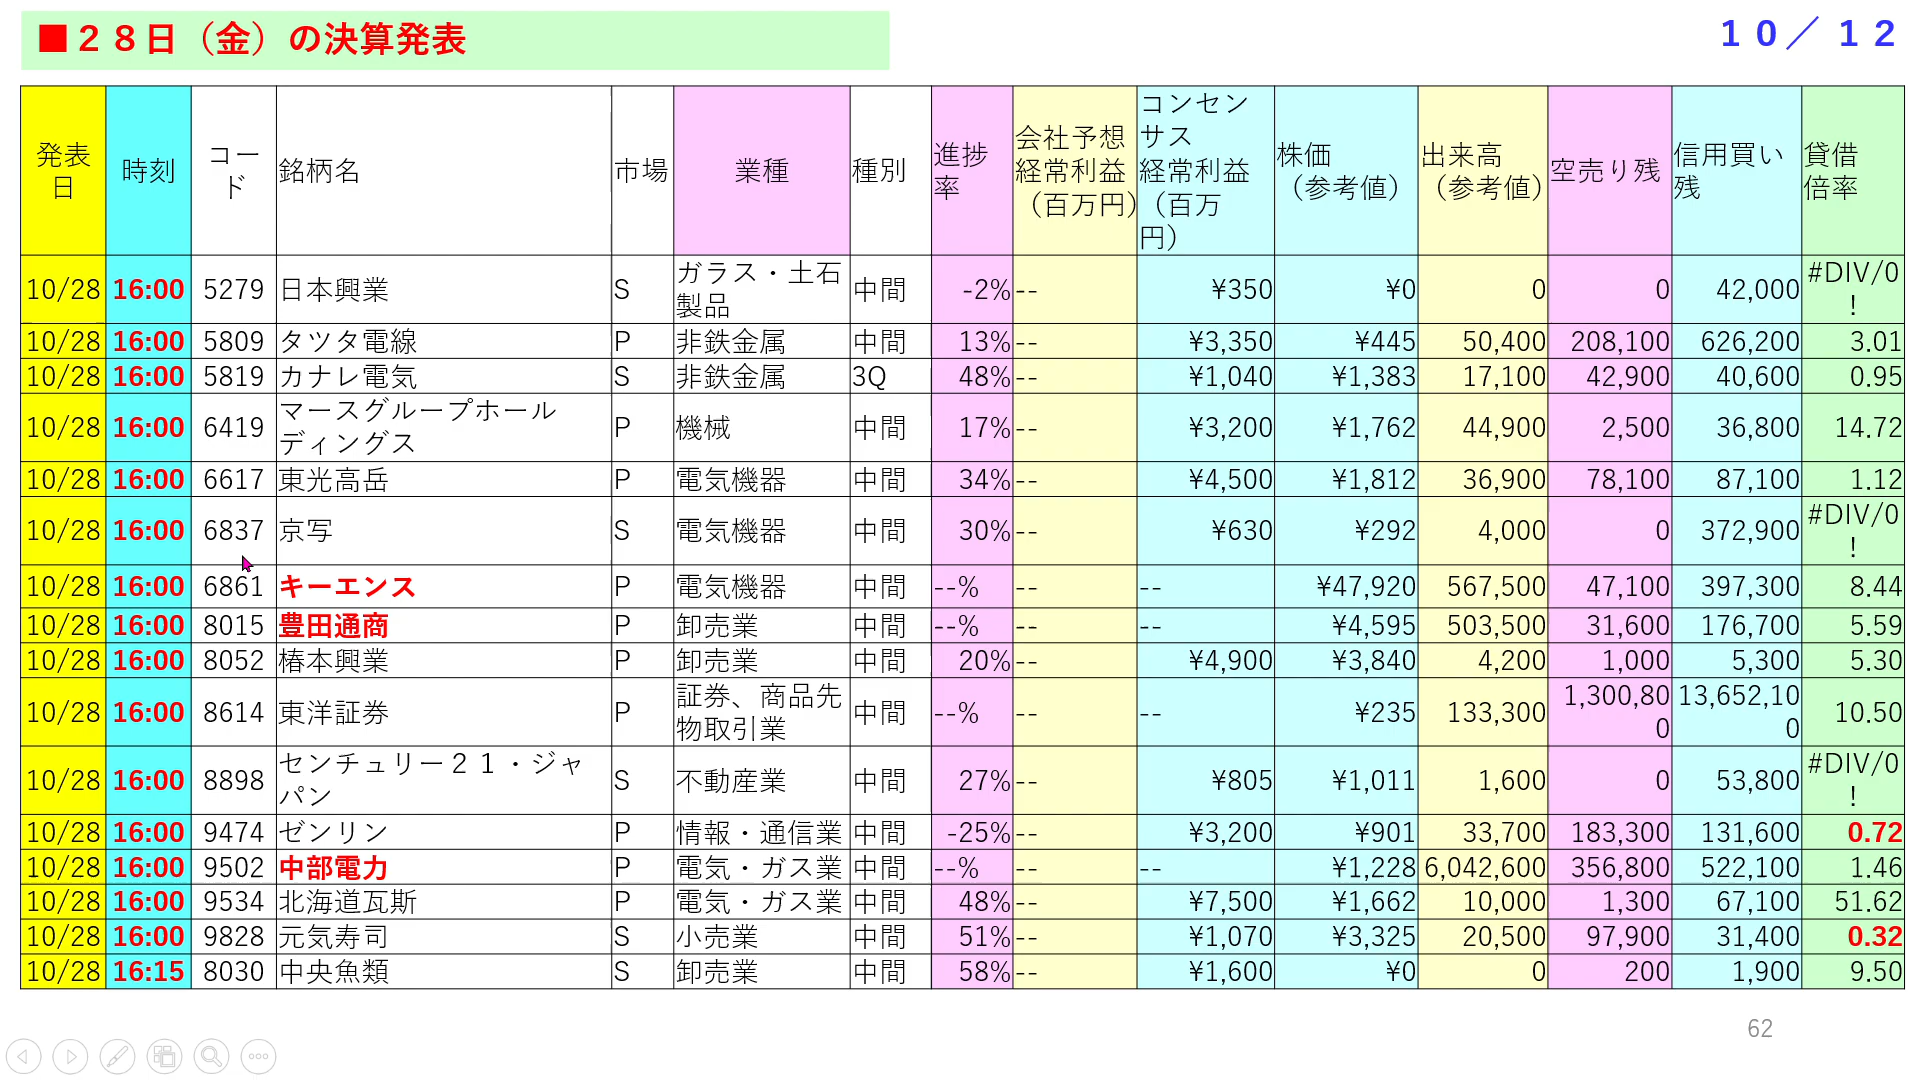 ■２８日（金）の決算発表
１０／１２
発表日 時刻 コード 銘柄名 市場 業種 種別 進捗率 会社予想経常利益（百万円） コンセンサス経常利益（百万円） 株価（参考値） 出来高（参考値） 空売り残 信用買い残 貸借倍率
10/28 16:00 5279 日本興業 S ガラス・土石製品 中間 -2% -- ¥350 ¥0 0 0 42,000 #DIV/0!
10/28 16:00 5809 タツタ電線 P 非鉄金属 中間 13% -- ¥3,350 ¥445 50,400 208,100 626,200 3.01
10/28 16:00 5819 カナレ電気 S 非鉄金属 3Q 48% -- ¥1,040 ¥1,383 17,100 42,900 40,600 0.95
10/28 16:00 6419 マースグループホールディングス P 機械 中間 17% -- ¥3,200 ¥1,762 44,900 2,500 36,800 14.72
10/28 16:00 6617 東光高岳 P 電気機器 中間 34% -- ¥4,500 ¥1,812 36,900 78,100 87,100 1.12
10/28 16:00 6837 京写 S 電気機器 中間 30% -- ¥630 ¥292 4,000 0 372,900 #DIV/0!
10/28 16:00 6861 キーエンス P 電気機器 中間 --% -- -- ¥47,920 567,500 47,100 397,300 8.44
10/28 16:00 8015 豊田通商 P 卸売業 中間 --% -- -- ¥4,595 503,500 31,600 176,700 5.59
10/28 16:00 8052 椿本興業 P 卸売業 中間 20% -- ¥4,900 ¥3,840 4,200 1,000 5,300 5.30
10/28 16:00 8614 東洋証券 P 証券、商品先物取引業 中間 --% -- -- ¥235 133,300 1,300,800 13,652,100 10.50
10/28 16:00 8898 センチュリー２１・ジャパン S 不動産業 中間 27% -- ¥805 ¥1,011 1,600 0 53,800 #DIV/0!
10/28 16:00 9474 ゼンリン P 情報・通信業 中間 -25% -- ¥3,200 ¥901 33,700 183,300 131,600 0.72
10/28 16:00 9502 中部電力 P 電気・ガス業 中間 --% -- -- ¥1,228 6,042,600 356,800 522,100 1.46
10/28 16:00 9534 北海道瓦斯 P 電気・ガス業 中間 48% -- ¥7,500 ¥1,662 10,000 1,300 67,100 51.62
10/28 16:00 9828 元気寿司 S 小売業 中間 51% -- ¥1,070 ¥3,325 20,500 97,900 31,400 0.32
10/28 16:15 8030 中央魚類 S 卸売業 中間 58% -- ¥1,600 ¥0 0 200 1,900 9.50
62